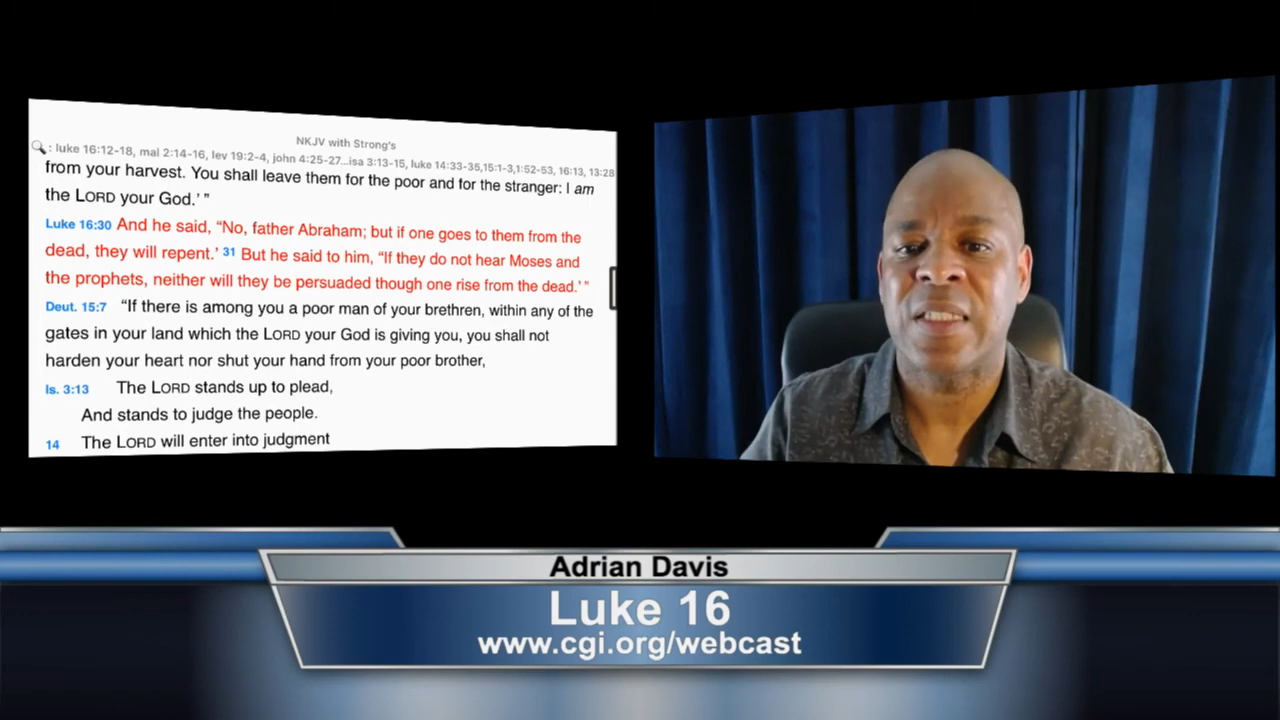 NKJV with Strong's
: luke 16:12-18, mal 2:14-16, lev 19:2-4, john 4:25-27...isa 3:13-15, luke 14:33-35,15:1-3,1:52-53, 16:13, 13:28
from your harvest. You shall leave them for the poor and for the stranger: I am
the LORD your God.’ ”
Luke 16:30 And he said, “No, father Abraham; but if one goes to them from the
dead, they will repent.’ 31 But he said to him, “If they do not hear Moses and
the prophets, neither will they be persuaded though one rise from the dead.’ ”
Deut. 15:7 “If there is among you a poor man of your brethren, within any of the
gates in your land which the LORD your God is giving you, you shall not
harden your heart nor shut your hand from your poor brother,
Is. 3:13 The LORD stands up to plead,
And stands to judge the people.
14 The LORD will enter into judgment
Adrian Davis
Luke 16
www.cgi.org/webcast